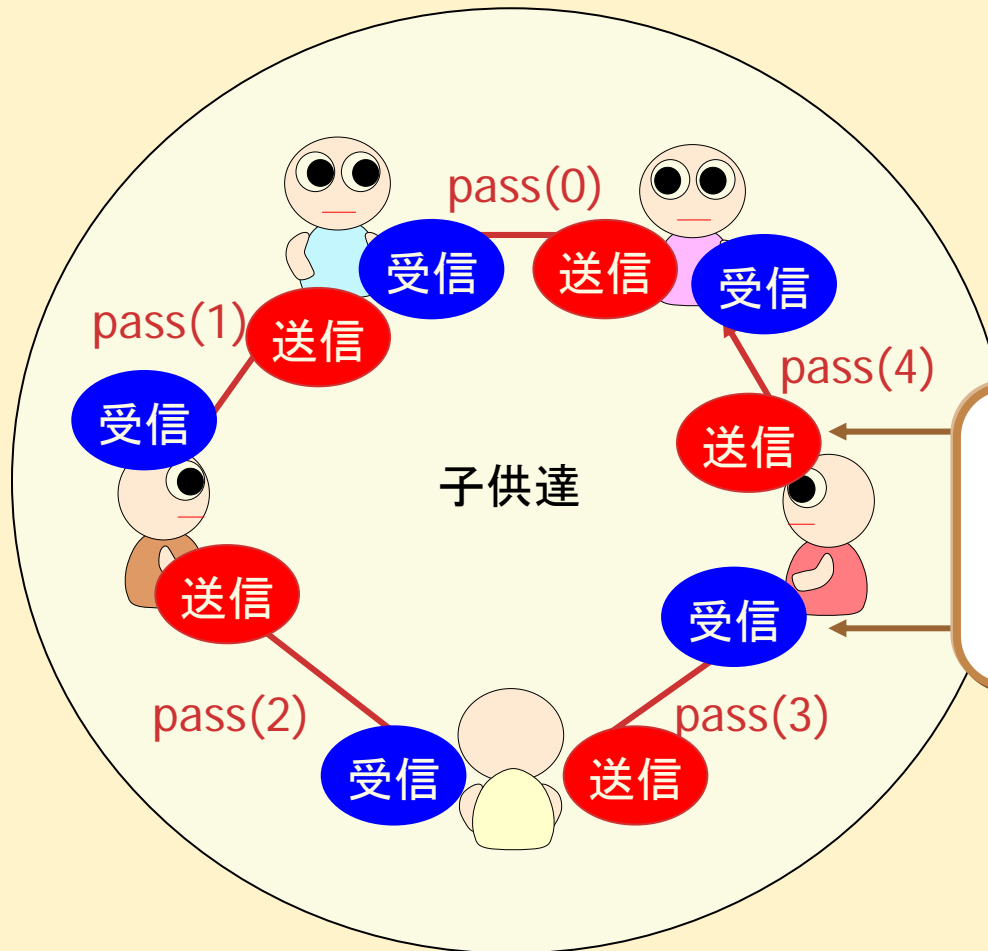 pass(0)
受信
送信
受信
pass(1)
送信
pass(4)
受信
送信
子供達
送信
受信
pass(2)
pass(3)
受信
送信